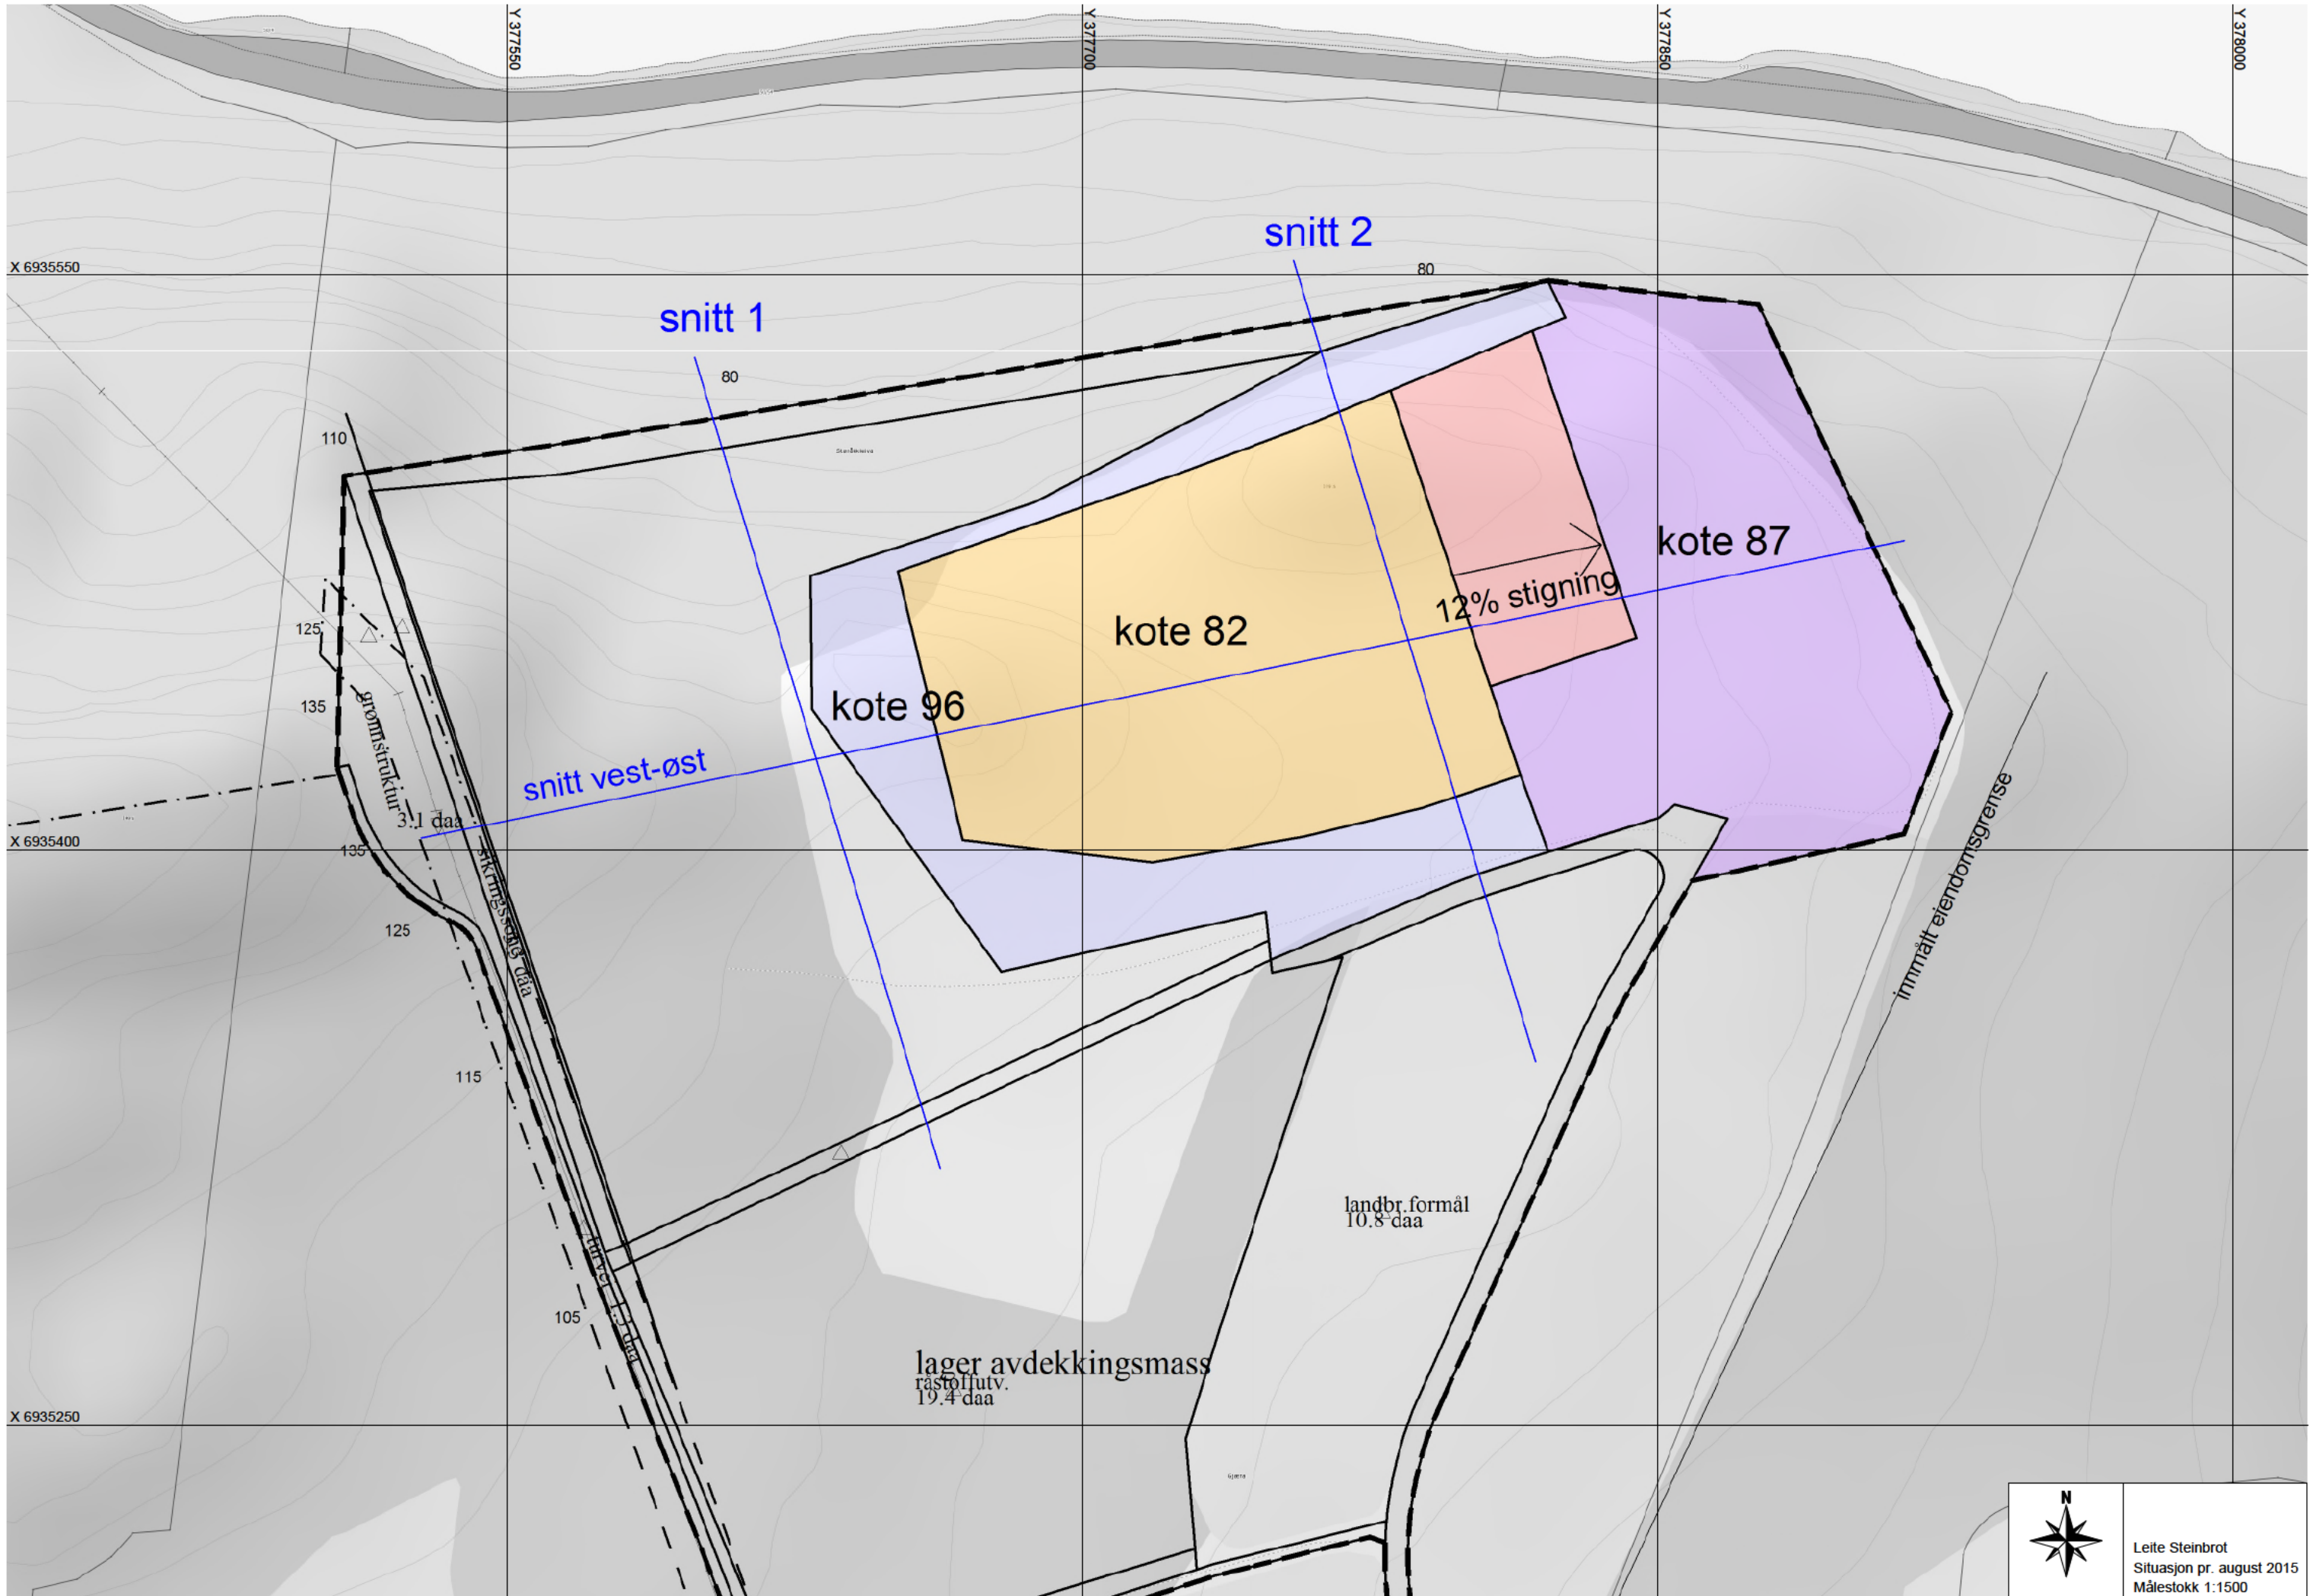 Y 377550
Y 377700
Y 377850
Y 378000
snitt 2
X 6935550
80
snitt 1
80
110
kote 87
12% stigning
125
kote 82
135
grønnstruktur
kote 96
snitt vest-øst
3.1 daa
X 6935400
135
innmålt eiendomsgrense
125
115
landbr.formål
10.8 daa
105
lager avdekkingsmass
råstoffutv.
19.4 daa
X 6935250
Gjæra
N
Leite Steinbrot
Situasjon pr. august 2015
Målestokk 1:1500